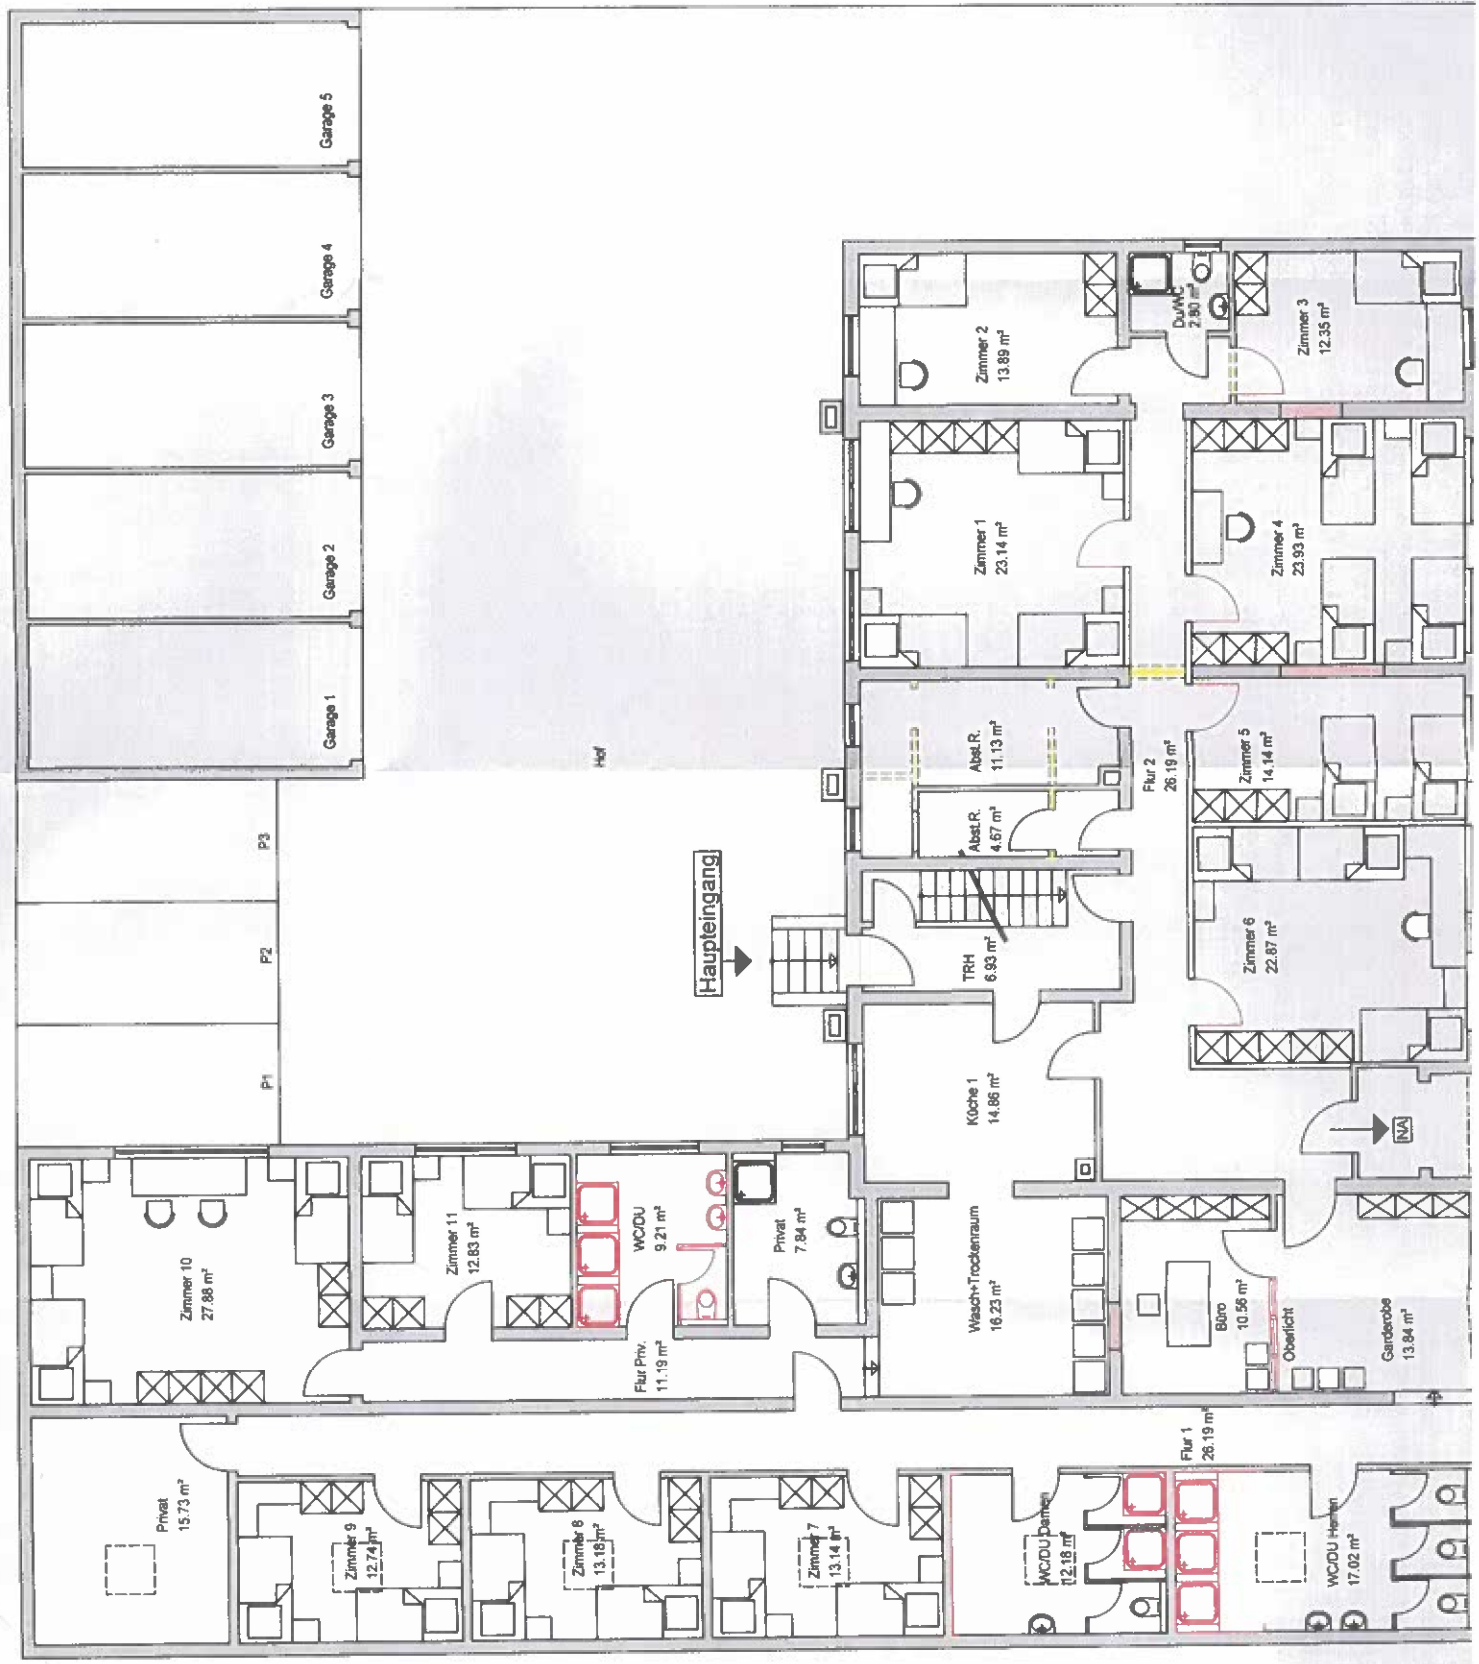 Garage 5
Garage 4
Garage 3
Garage 2
Garage 1
P3
P2
P1
Hof
Haupteingang
Zimmer 2
13.89 m²
Du/WC
2.80 m²
Zimmer 3
12.35 m²
Zimmer 1
23.14 m²
Zimmer 4
23.93 m²
Abst.R.
11.13 m²
Abst.R.
4.67 m²
Flur 2
26.19 m²
Zimmer 5
14.14 m²
TRH
6.93 m²
Zimmer 6
22.87 m²
Küche 1
14.86 m²
NA
Zimmer 10
27.88 m²
Zimmer 11
12.83 m²
WC/DU
9.21 m²
Privat
7.84 m²
Wasch+Trockenraum
16.23 m²
Büro
10.56 m²
Oberlicht
Garderobe
13.84 m²
Flur Priv.
11.19 m²
Flur 1
26.19 m²
Privat
15.73 m²
Zimmer 9
12.74 m²
Zimmer 8
13.18 m²
Zimmer 7
13.14 m²
WC/DU Damen
12.18 m²
WC/DU Herren
17.02 m²